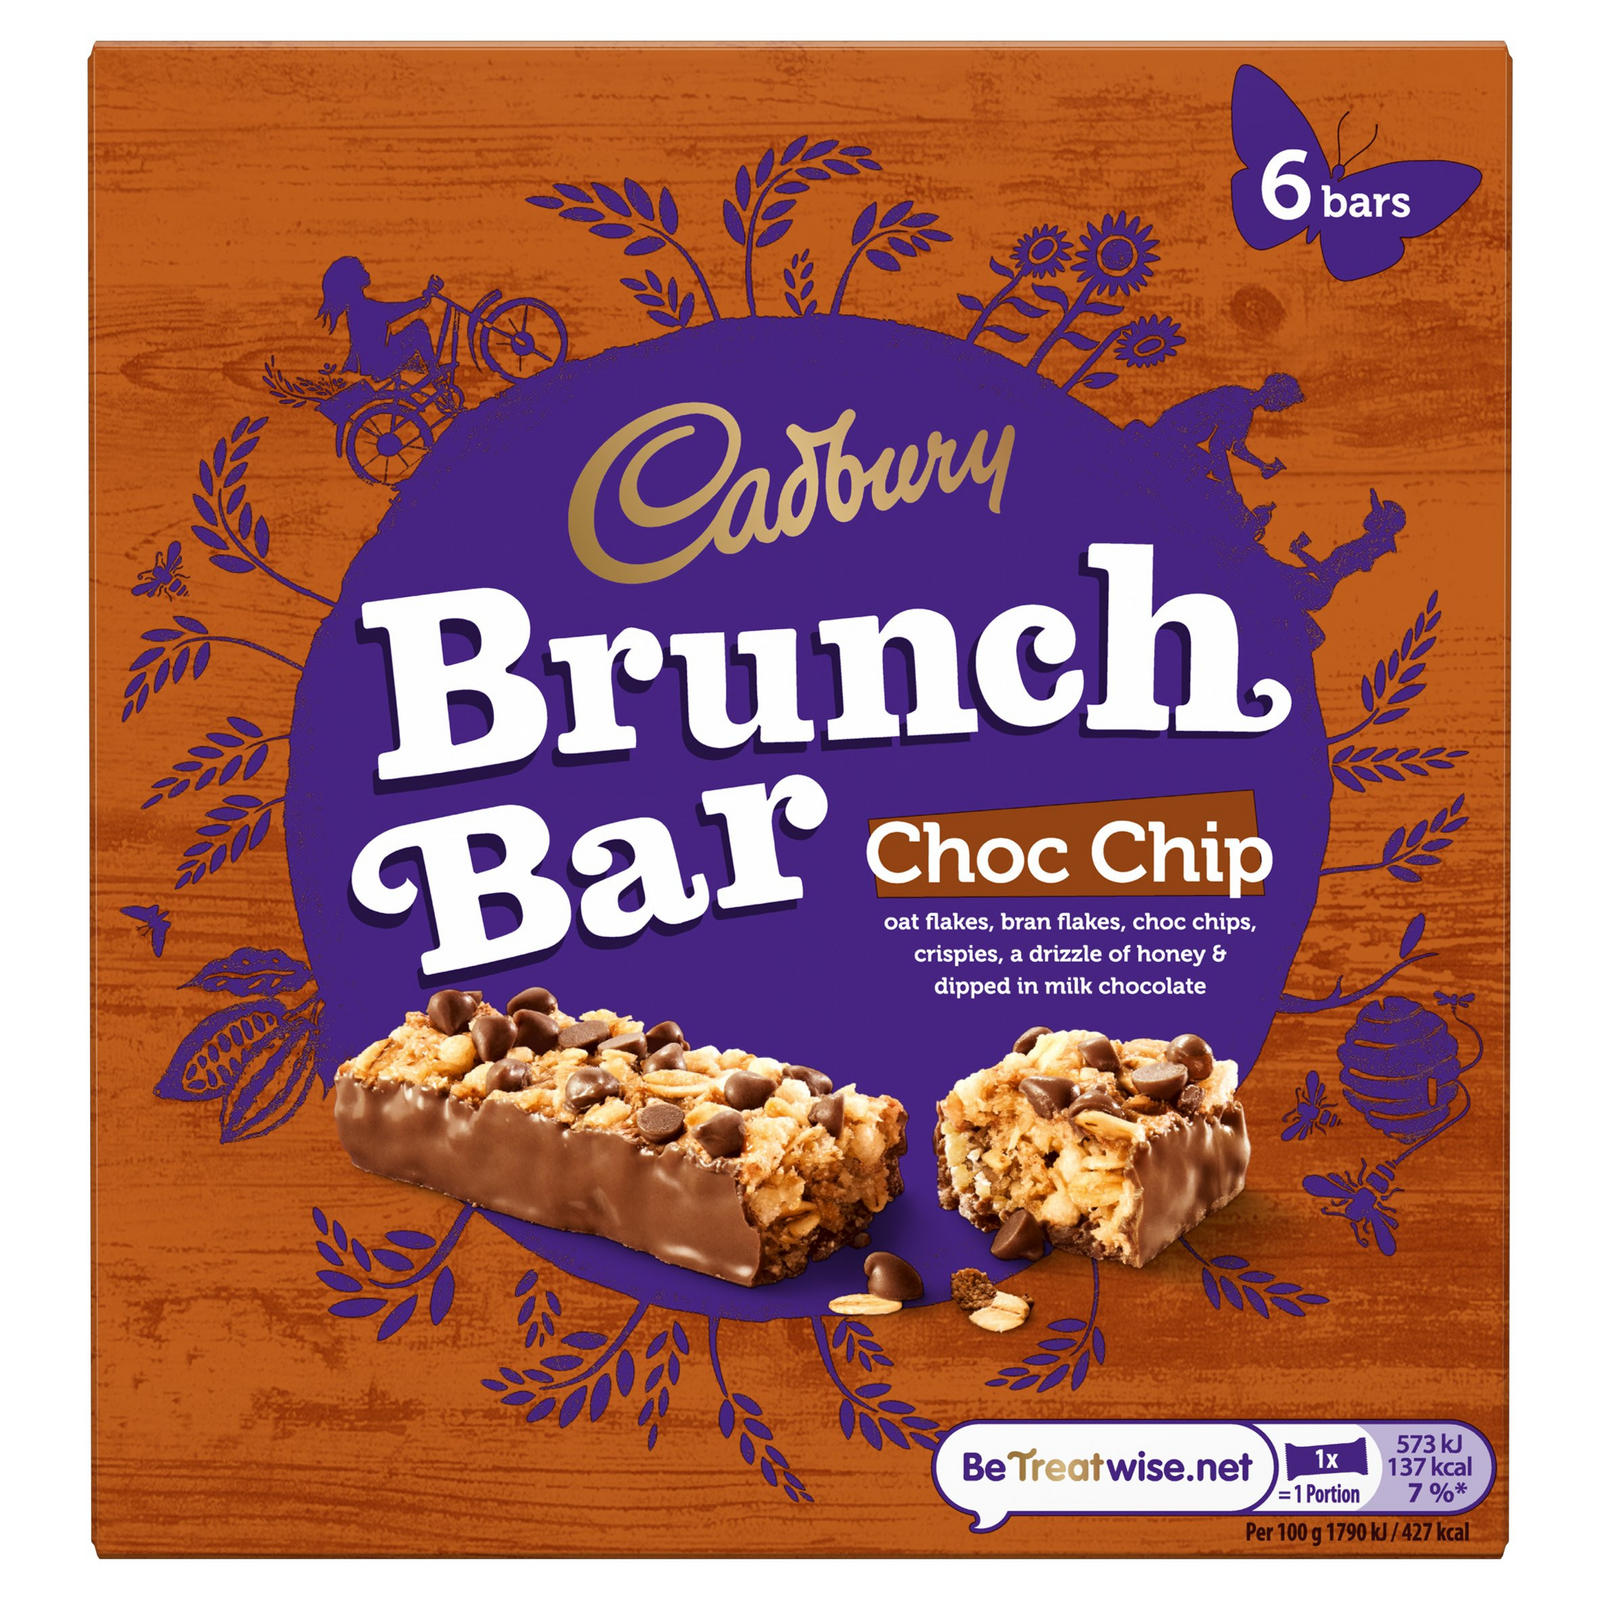 6 bars
Cadbury
Brunch
Bar
Choc Chip
oat flakes, bran flakes, choc chips,
crispies, a drizzle of honey &
dipped in milk chocolate
BeTreatwise.net
1x
= 1 Portion
573 kJ
137 kcal
7 %*
Per 100 g 1790 kJ / 427 kcal